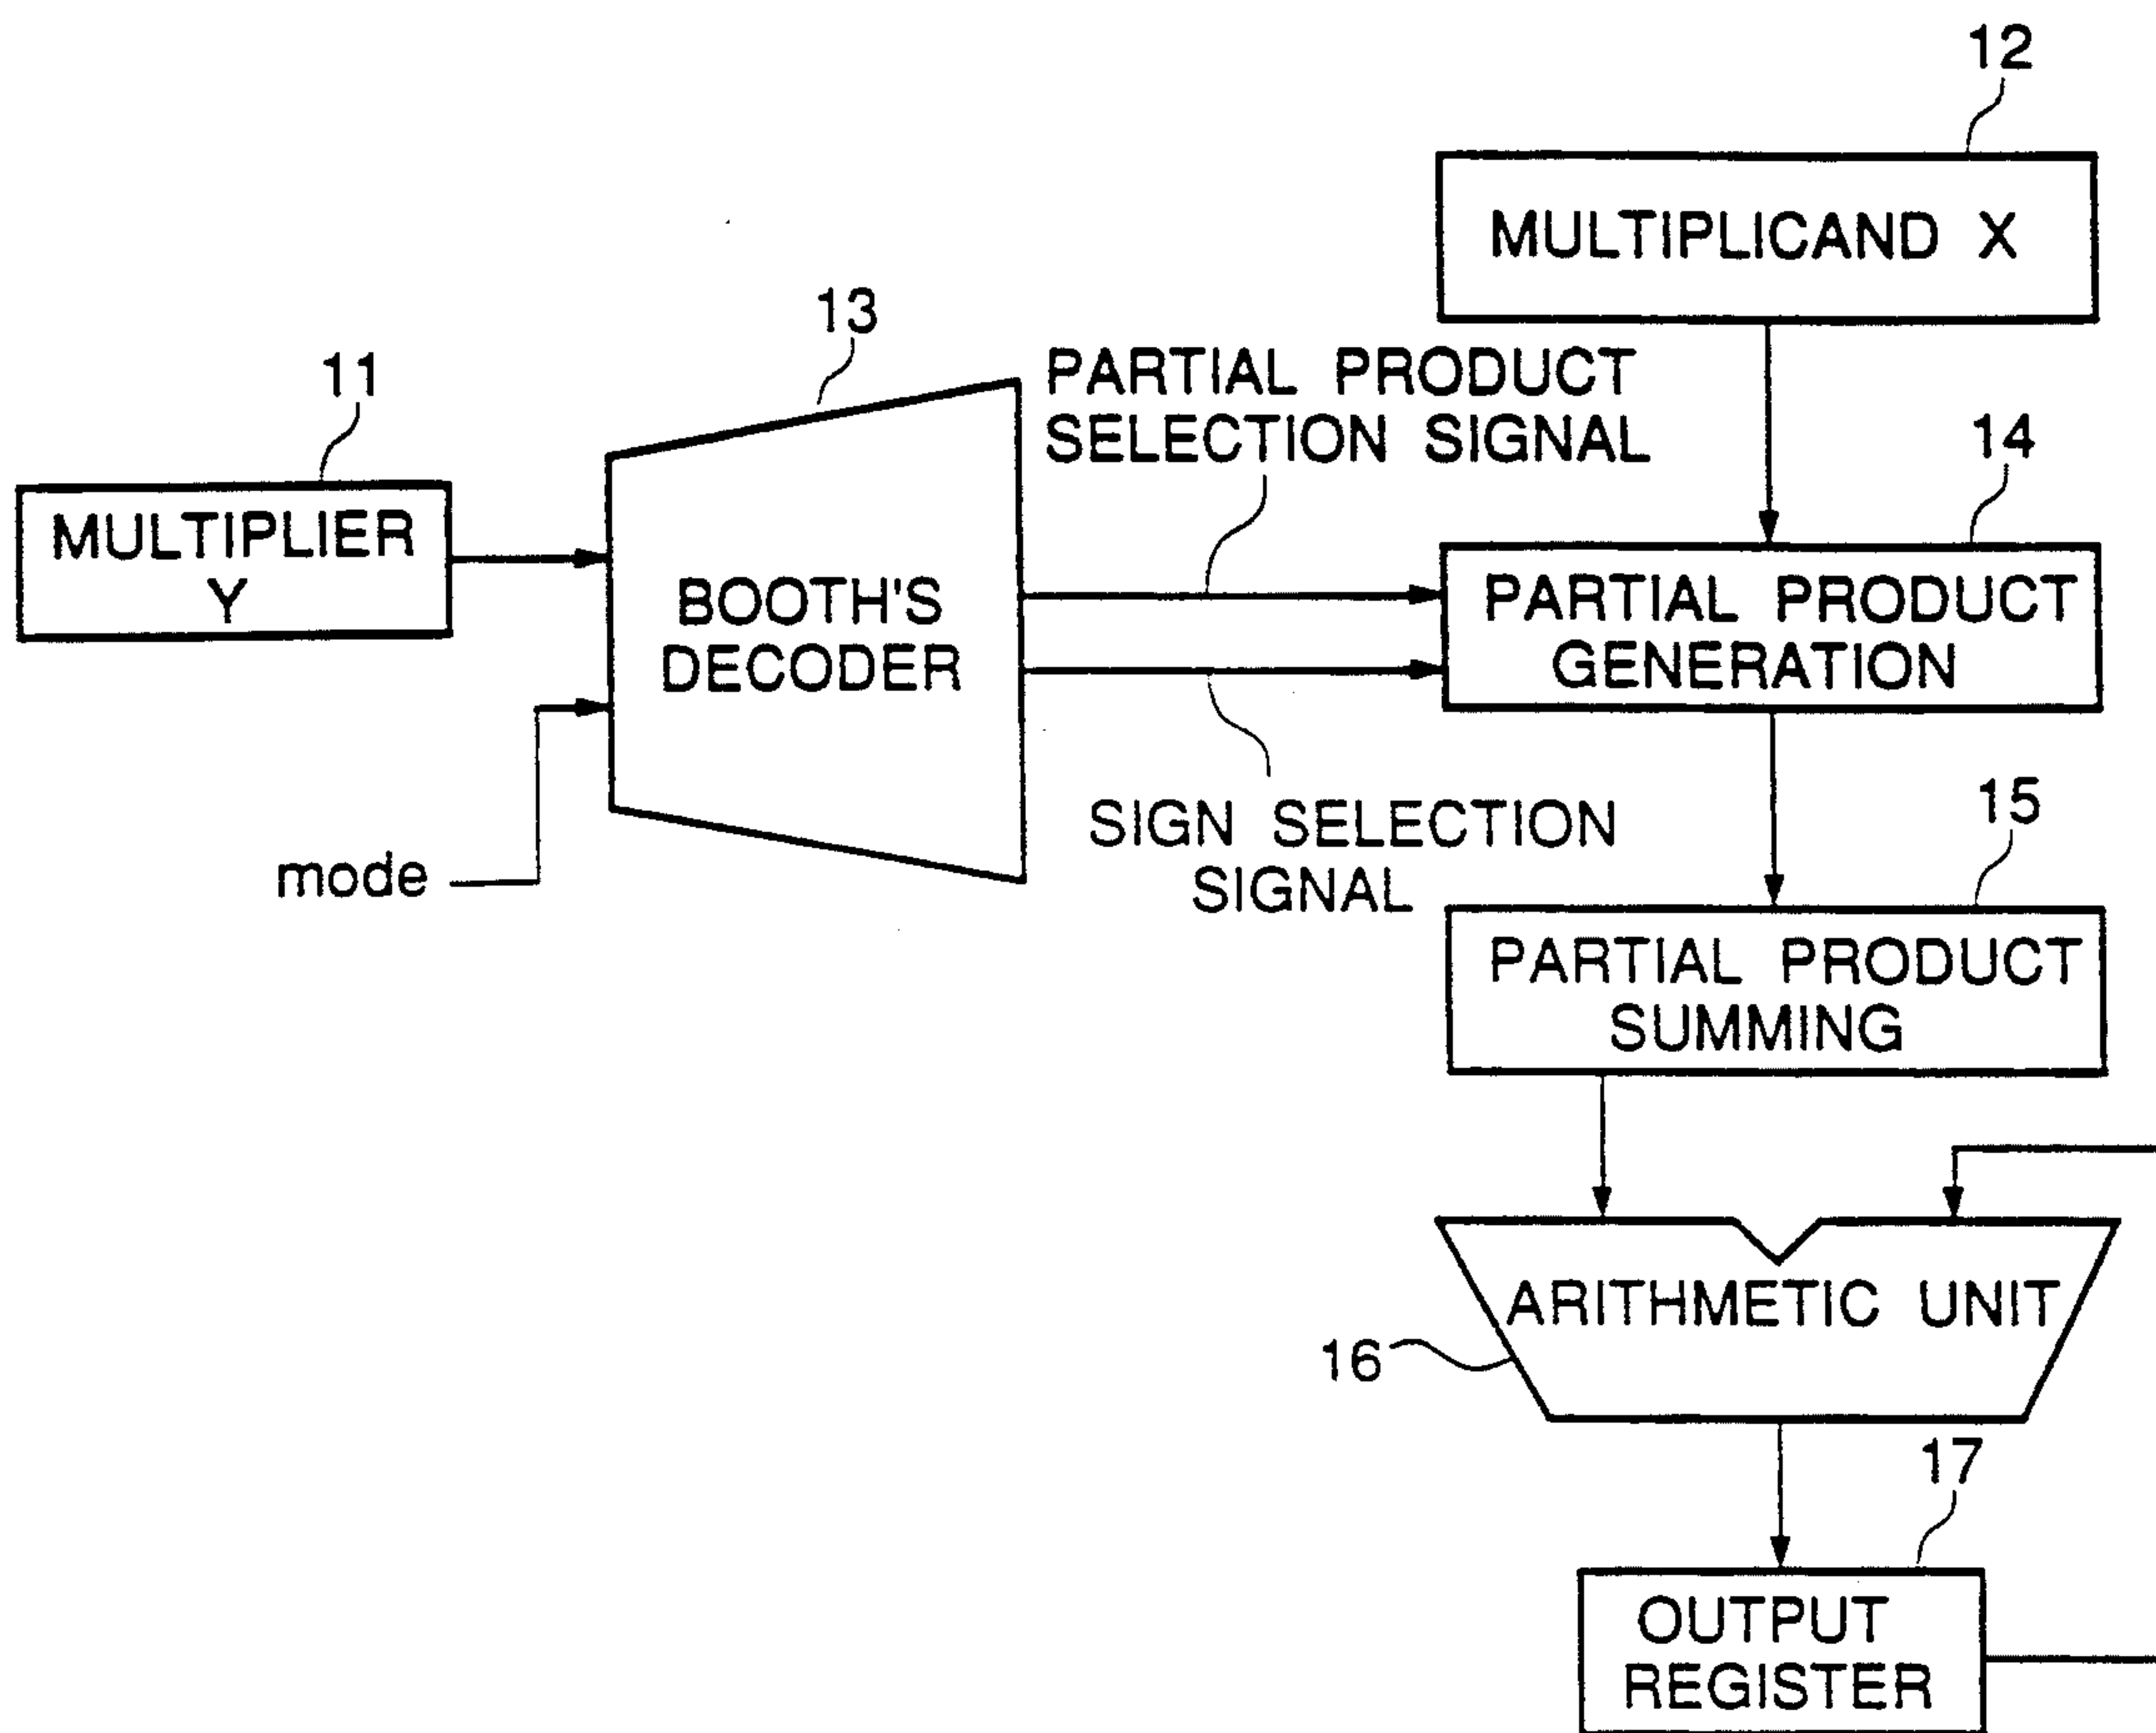 12
MULTIPLICAND X
13
PARTIAL PRODUCT
SELECTION SIGNAL
11
14
MULTIPLIER
Y
BOOTH'S
DECODER
PARTIAL PRODUCT
GENERATION
SIGN SELECTION
SIGNAL
mode
15
PARTIAL PRODUCT
SUMMING
ARITHMETIC UNIT
16
17
OUTPUT
REGISTER